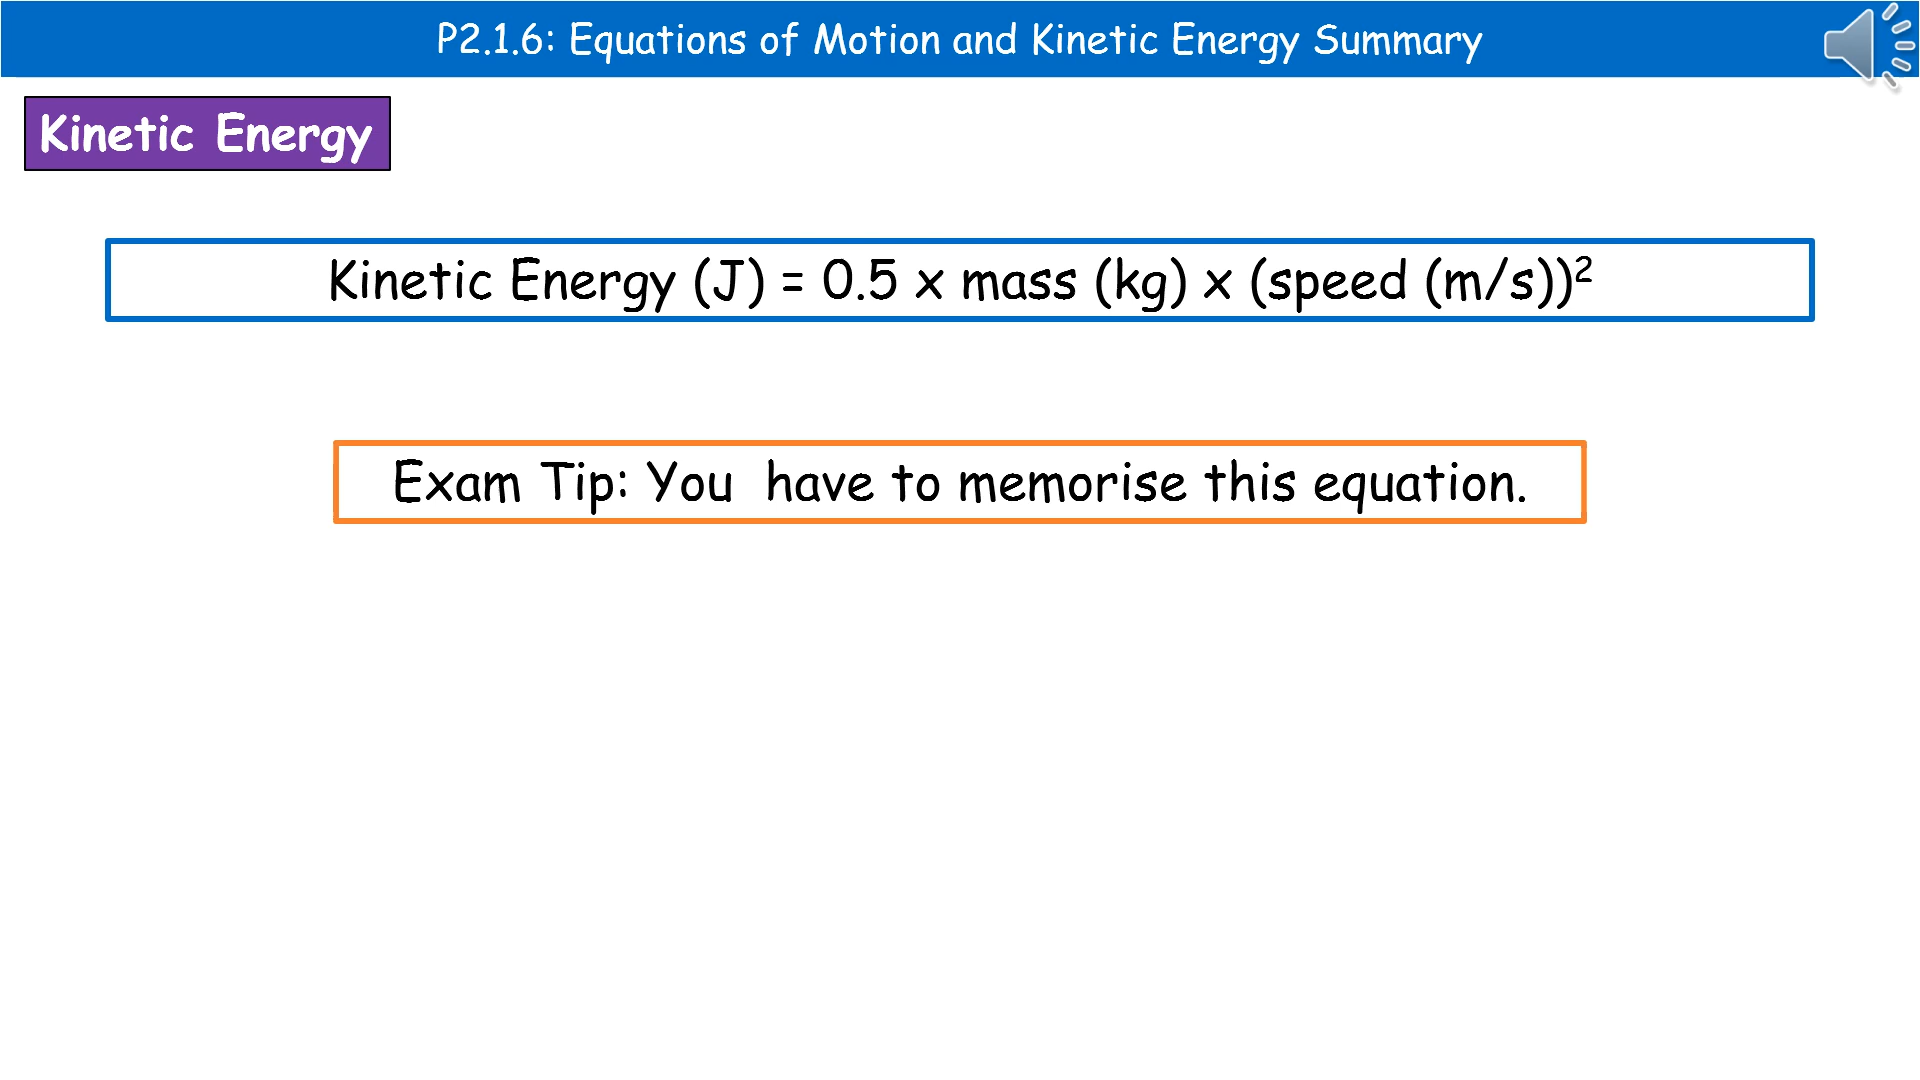 P2.1.6: Equations of Motion and Kinetic Energy Summary
Kinetic Energy
Kinetic Energy (J) = 0.5 x mass (kg) x (speed (m/s))²
Exam Tip: You  have to memorise this equation.